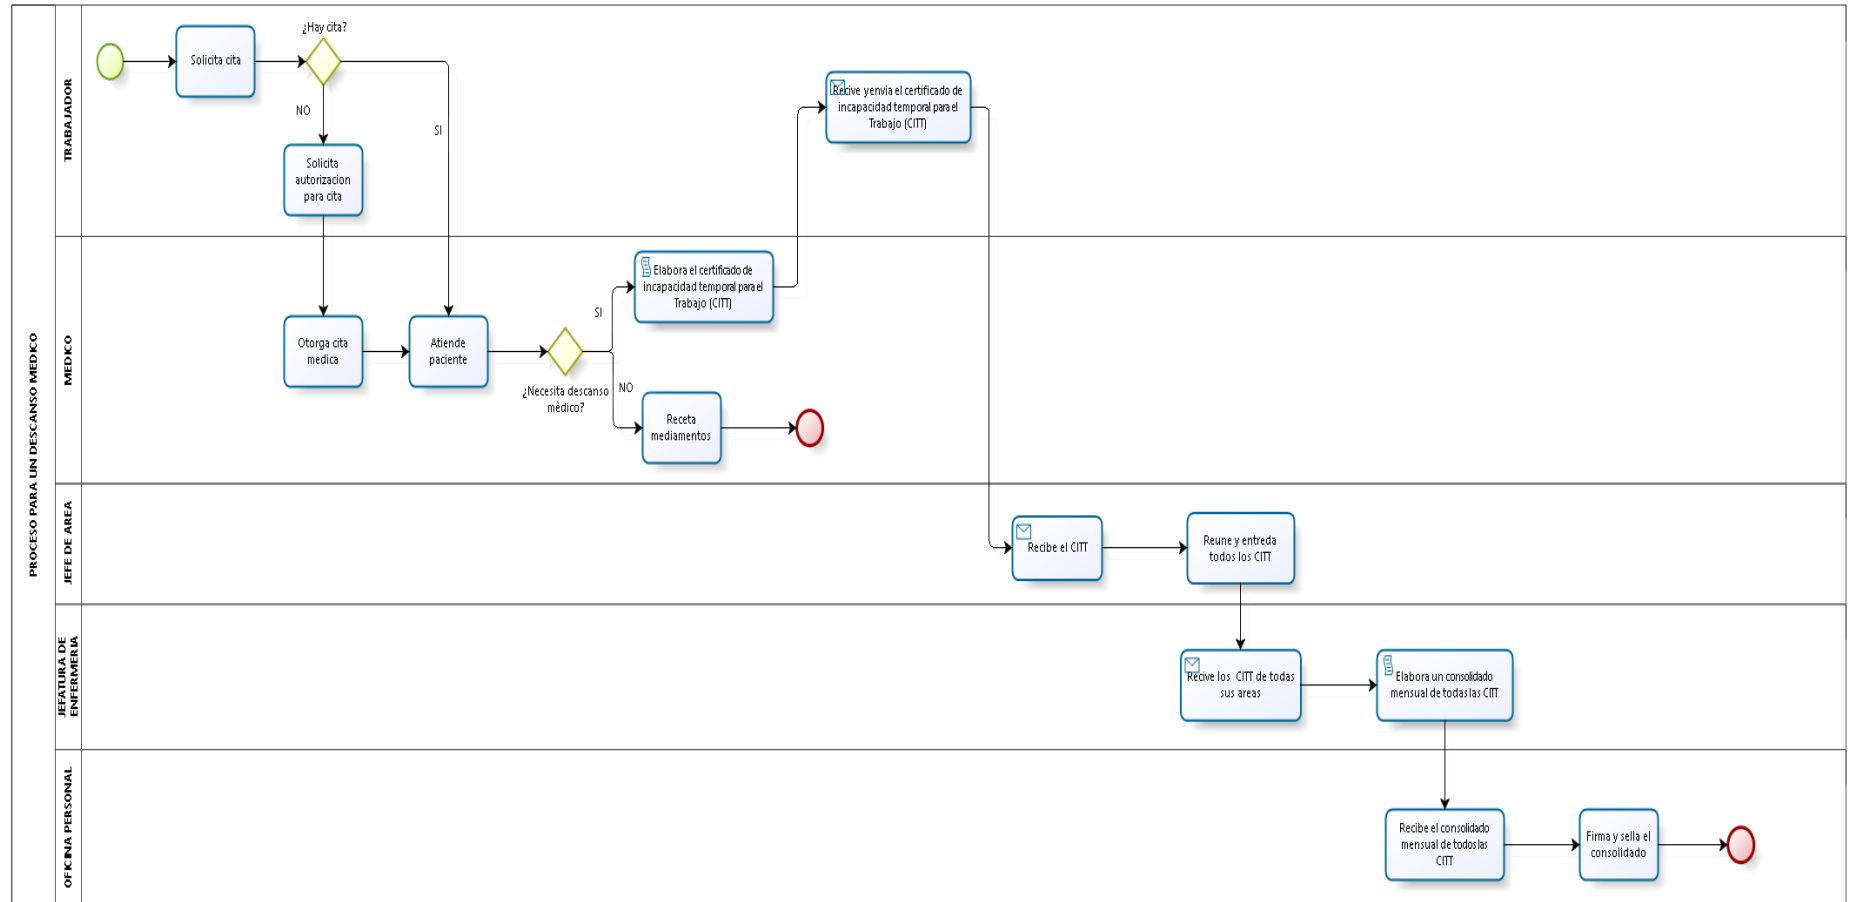 PROCESO PARA UN DESCANSO MEDICO
TRABAJADOR
Solicita cita
¿Hay cita?
NO
SI
Solicita
autorizacion
para cita
Recive yenvia el certificado de
incapacidad temporal para el
Trabajo (CITT)
MEDICO
Otorga cita
medica
Atiende
paciente
¿Necesita descanso
mèdico?
SI
NO
Elabora el certificado de
incapacidad temporal para el
Trabajo (CITT)
Receta
mediamentos
JEFE DE AREA
Recibe el CITT
Reune y entreda
todos los CITT
JEFATURA DE
ENFERMERIA
Recive los CITT de todas
sus areas
Elabora un consolidado
mensual de todas las CITT
OFICINA PERSONAL
Recibe el consolidado
mensual de todos las
CITT
Firma y sella el
consolidado